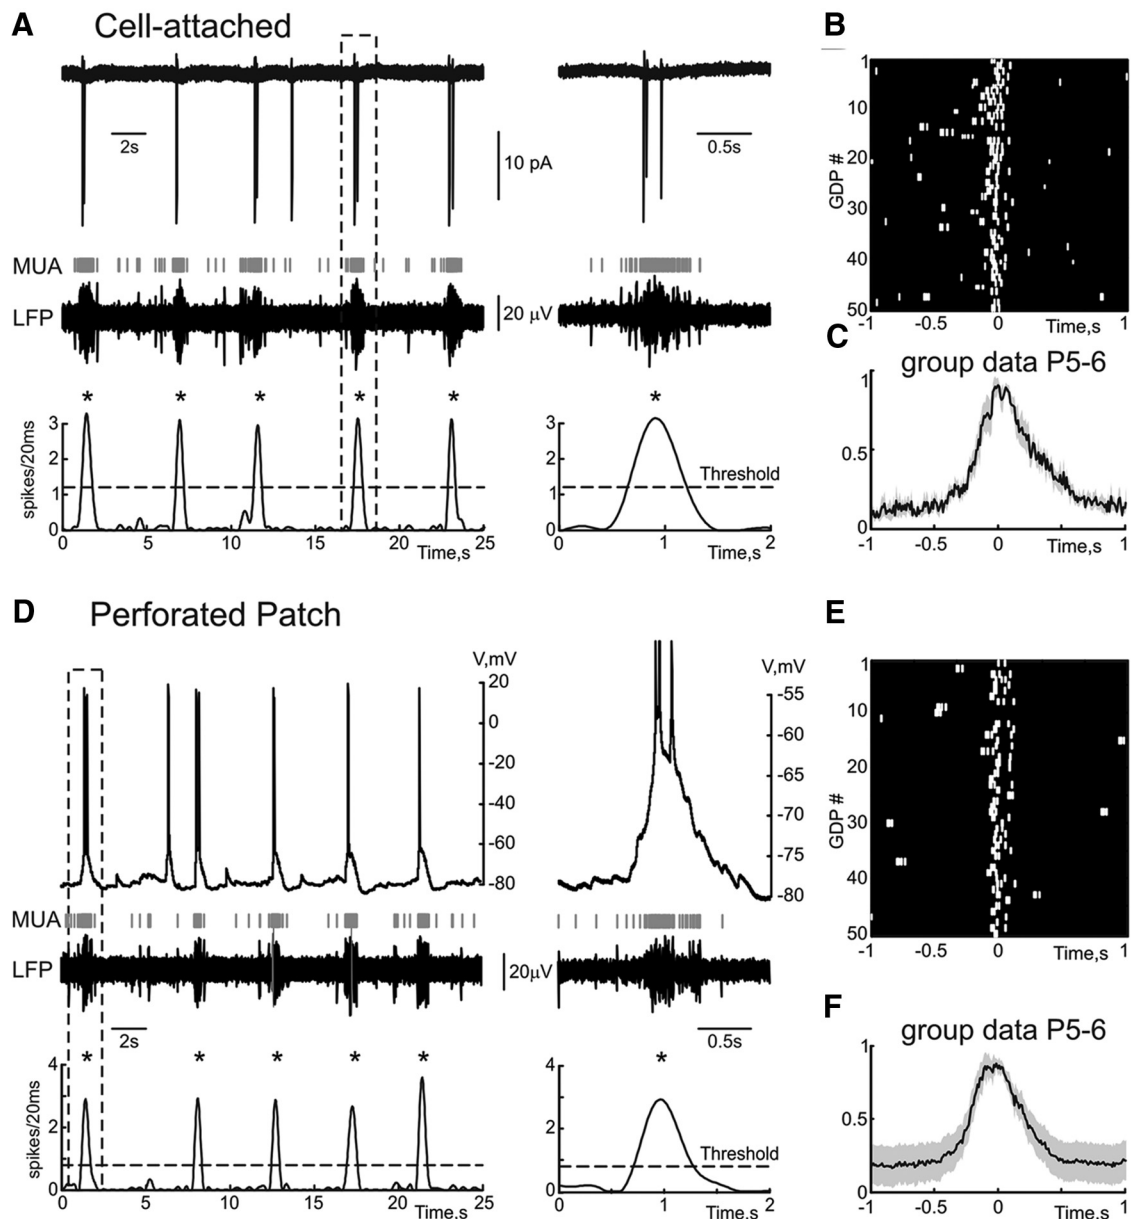 A Cell-attached
2s
10 pA
0.5s
MUA
LFP
20 µV
* * * * *
*
spikes/20ms
3
2
1
0
0 5 10 15 20 25
Time,s
3
2
1
0
Threshold
0 1 2
Time,s
B
GDP #
1
10
20
30
40
50
-1 -0.5 0 Time,s 1
C
group data P5-6
1
0.5
0
-1 -0.5 0 Time,s 1
D Perforated Patch
V,mV
20
0
-20
-40
-60
-80
V,mV
-55
-60
-65
-70
-75
-80
MUA
LFP
20µV
2s
0.5s
* * * * *
*
spikes/20ms
4
2
0
0 5 10 15 20 25
Time,s
4
2
0
Threshold
0 1 2
Time,s
E
GDP #
1
10
20
30
40
50
-1 -0.5 0 Time,s 1
F
group data P5-6
1
0.5
0
-1 -0.5 0 Time,s 1